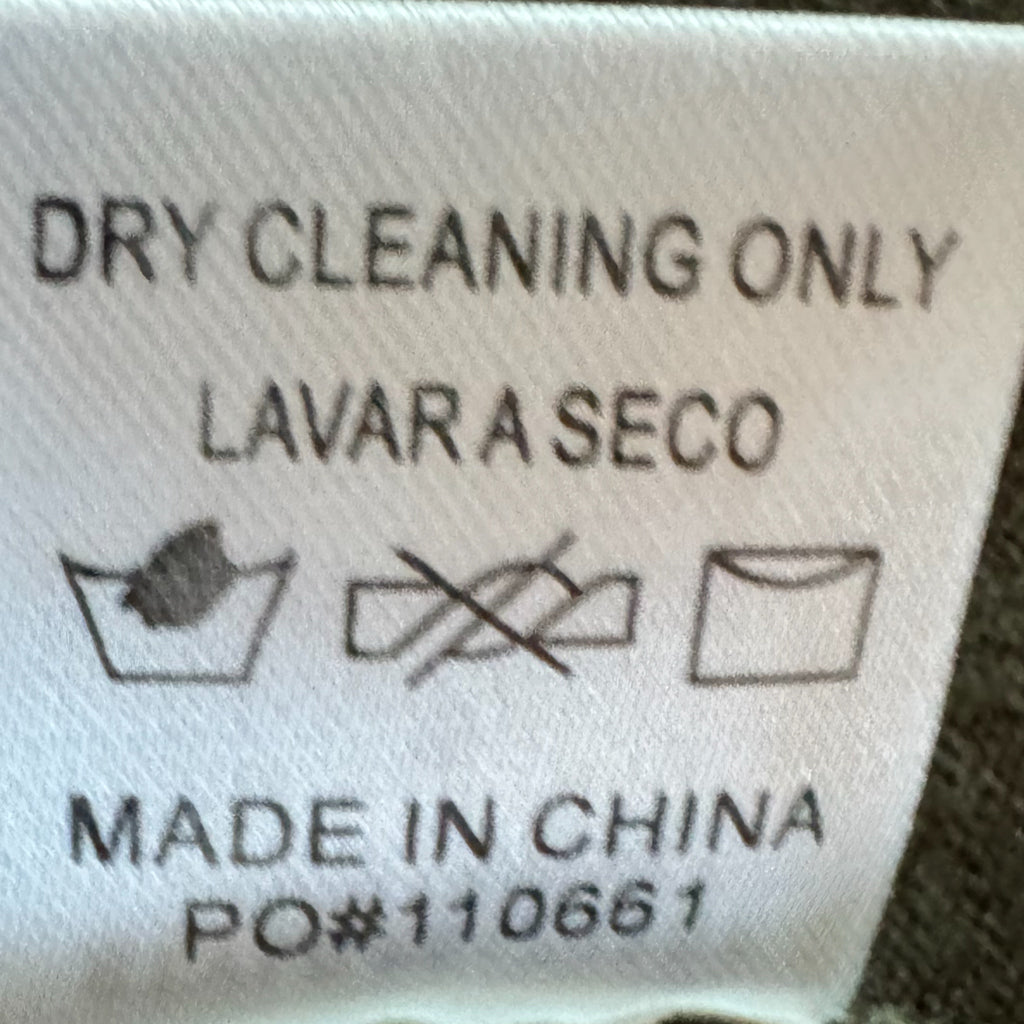 DRY CLEANING ONLY
LAVAR A SECO
MADE IN CHINA
PO#110661